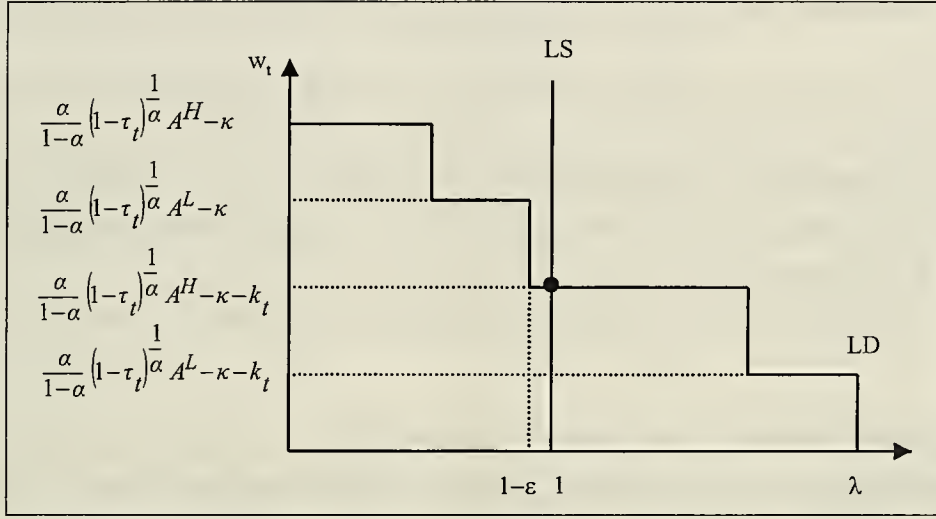 LS
w_t
α/(1−α) (1−τ_t)^(1/α) A^H −κ
α/(1−α) (1−τ_t)^(1/α) A^L −κ
α/(1−α) (1−τ_t)^(1/α) A^H −κ−k_t
α/(1−α) (1−τ_t)^(1/α) A^L −κ−k_t
LD
1−ε 1 λ